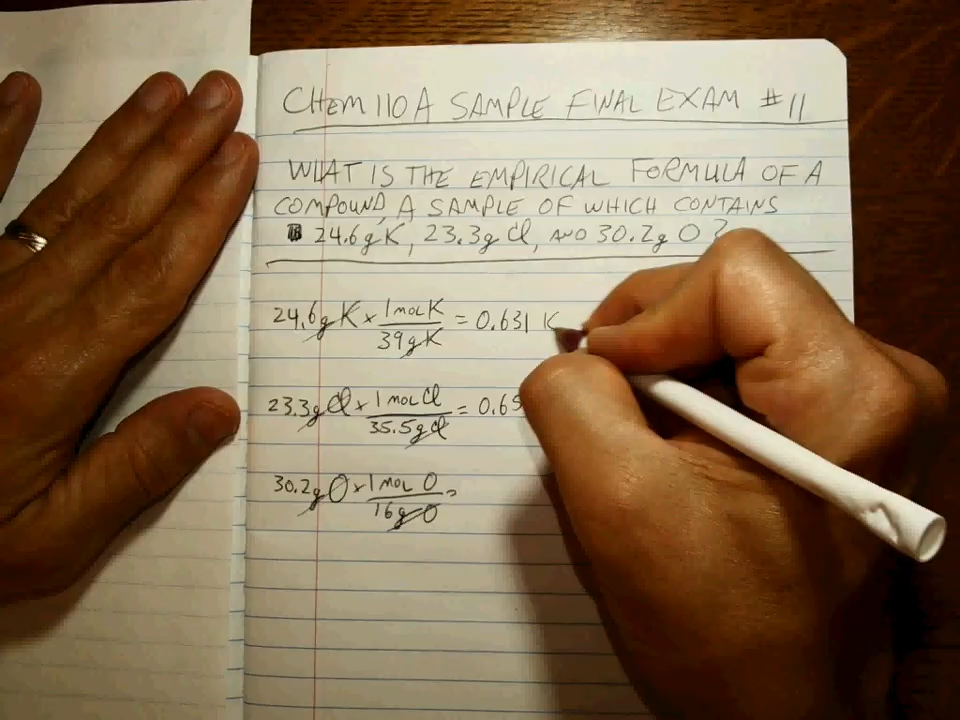 CHEM 110A SAMPLE FINAL EXAM #11
WHAT IS THE EMPIRICAL FORMULA OF A
COMPOUND, A SAMPLE OF WHICH CONTAINS
24.6g K, 23.3g Cl, AND 30.2g O?
24.6g K × 1 MOL K / 39g K = 0.631 K
23.3g Cl × 1 MOL Cl / 35.5g Cl = 0.65
30.2g O × 1 MOL O / 16g O =